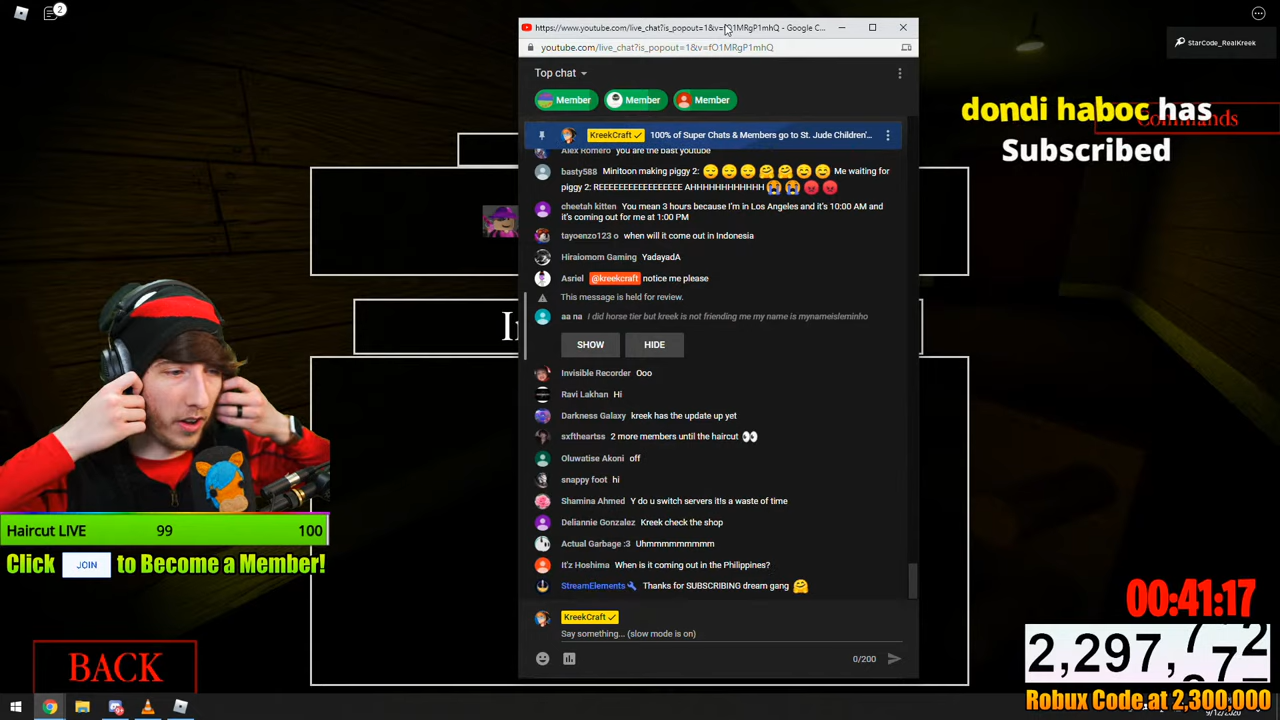 2
https://www.youtube.com/live_chat?is_popout=1&v=fO1MRgP1mhQ - Google C...
youtube.com/live_chat?is_popout=1&v=fO1MRgP1mhQ
StarCode_RealKreek
Top chat
Member
Member
Member
dondi haboc has
Subscribed
KreekCraft 100% of Super Chats & Members go to St. Jude Children'...
Alex Romero you are the bast youtube
basty588 Minitoon making piggy 2: 😌😌😌🤗🤗☺️☺️ Me waiting for
piggy 2: REEEEEEEEEEEEEEEE AHHHHHHHHHHHH 😭😭😡😡
cheetah kitten You mean 3 hours because I'm in Los Angeles and it's 10:00 AM and
it's coming out for me at 1:00 PM
tayoenzo123 o when will it come out in Indonesia
Hiraiomom Gaming YadayadA
Asriel @kreekcraft notice me please
This message is held for review.
aa na I did horse tier but kreek is not friending me my name is mynameisleminho
SHOW HIDE
Invisible Recorder Ooo
Ravi Lakhan Hi
Darkness Galaxy kreek has the update up yet
sxftheartss 2 more members until the haircut 👀
Oluwatise Akoni off
snappy foot hi
Shamina Ahmed Y do u switch servers it!s a waste of time
Deliannie Gonzalez Kreek check the shop
Actual Garbage :3 Uhmmmmmmmm
It'z Hoshima When is it coming out in the Philippines?
StreamElements Thanks for SUBSCRIBING dream gang 🤗
KreekCraft
Say something... (slow mode is on)
0/200
Haircut LIVE 99 100
Click JOIN to Become a Member!
BACK
00:41:17
2,297,
Robux Code at 2,300,000